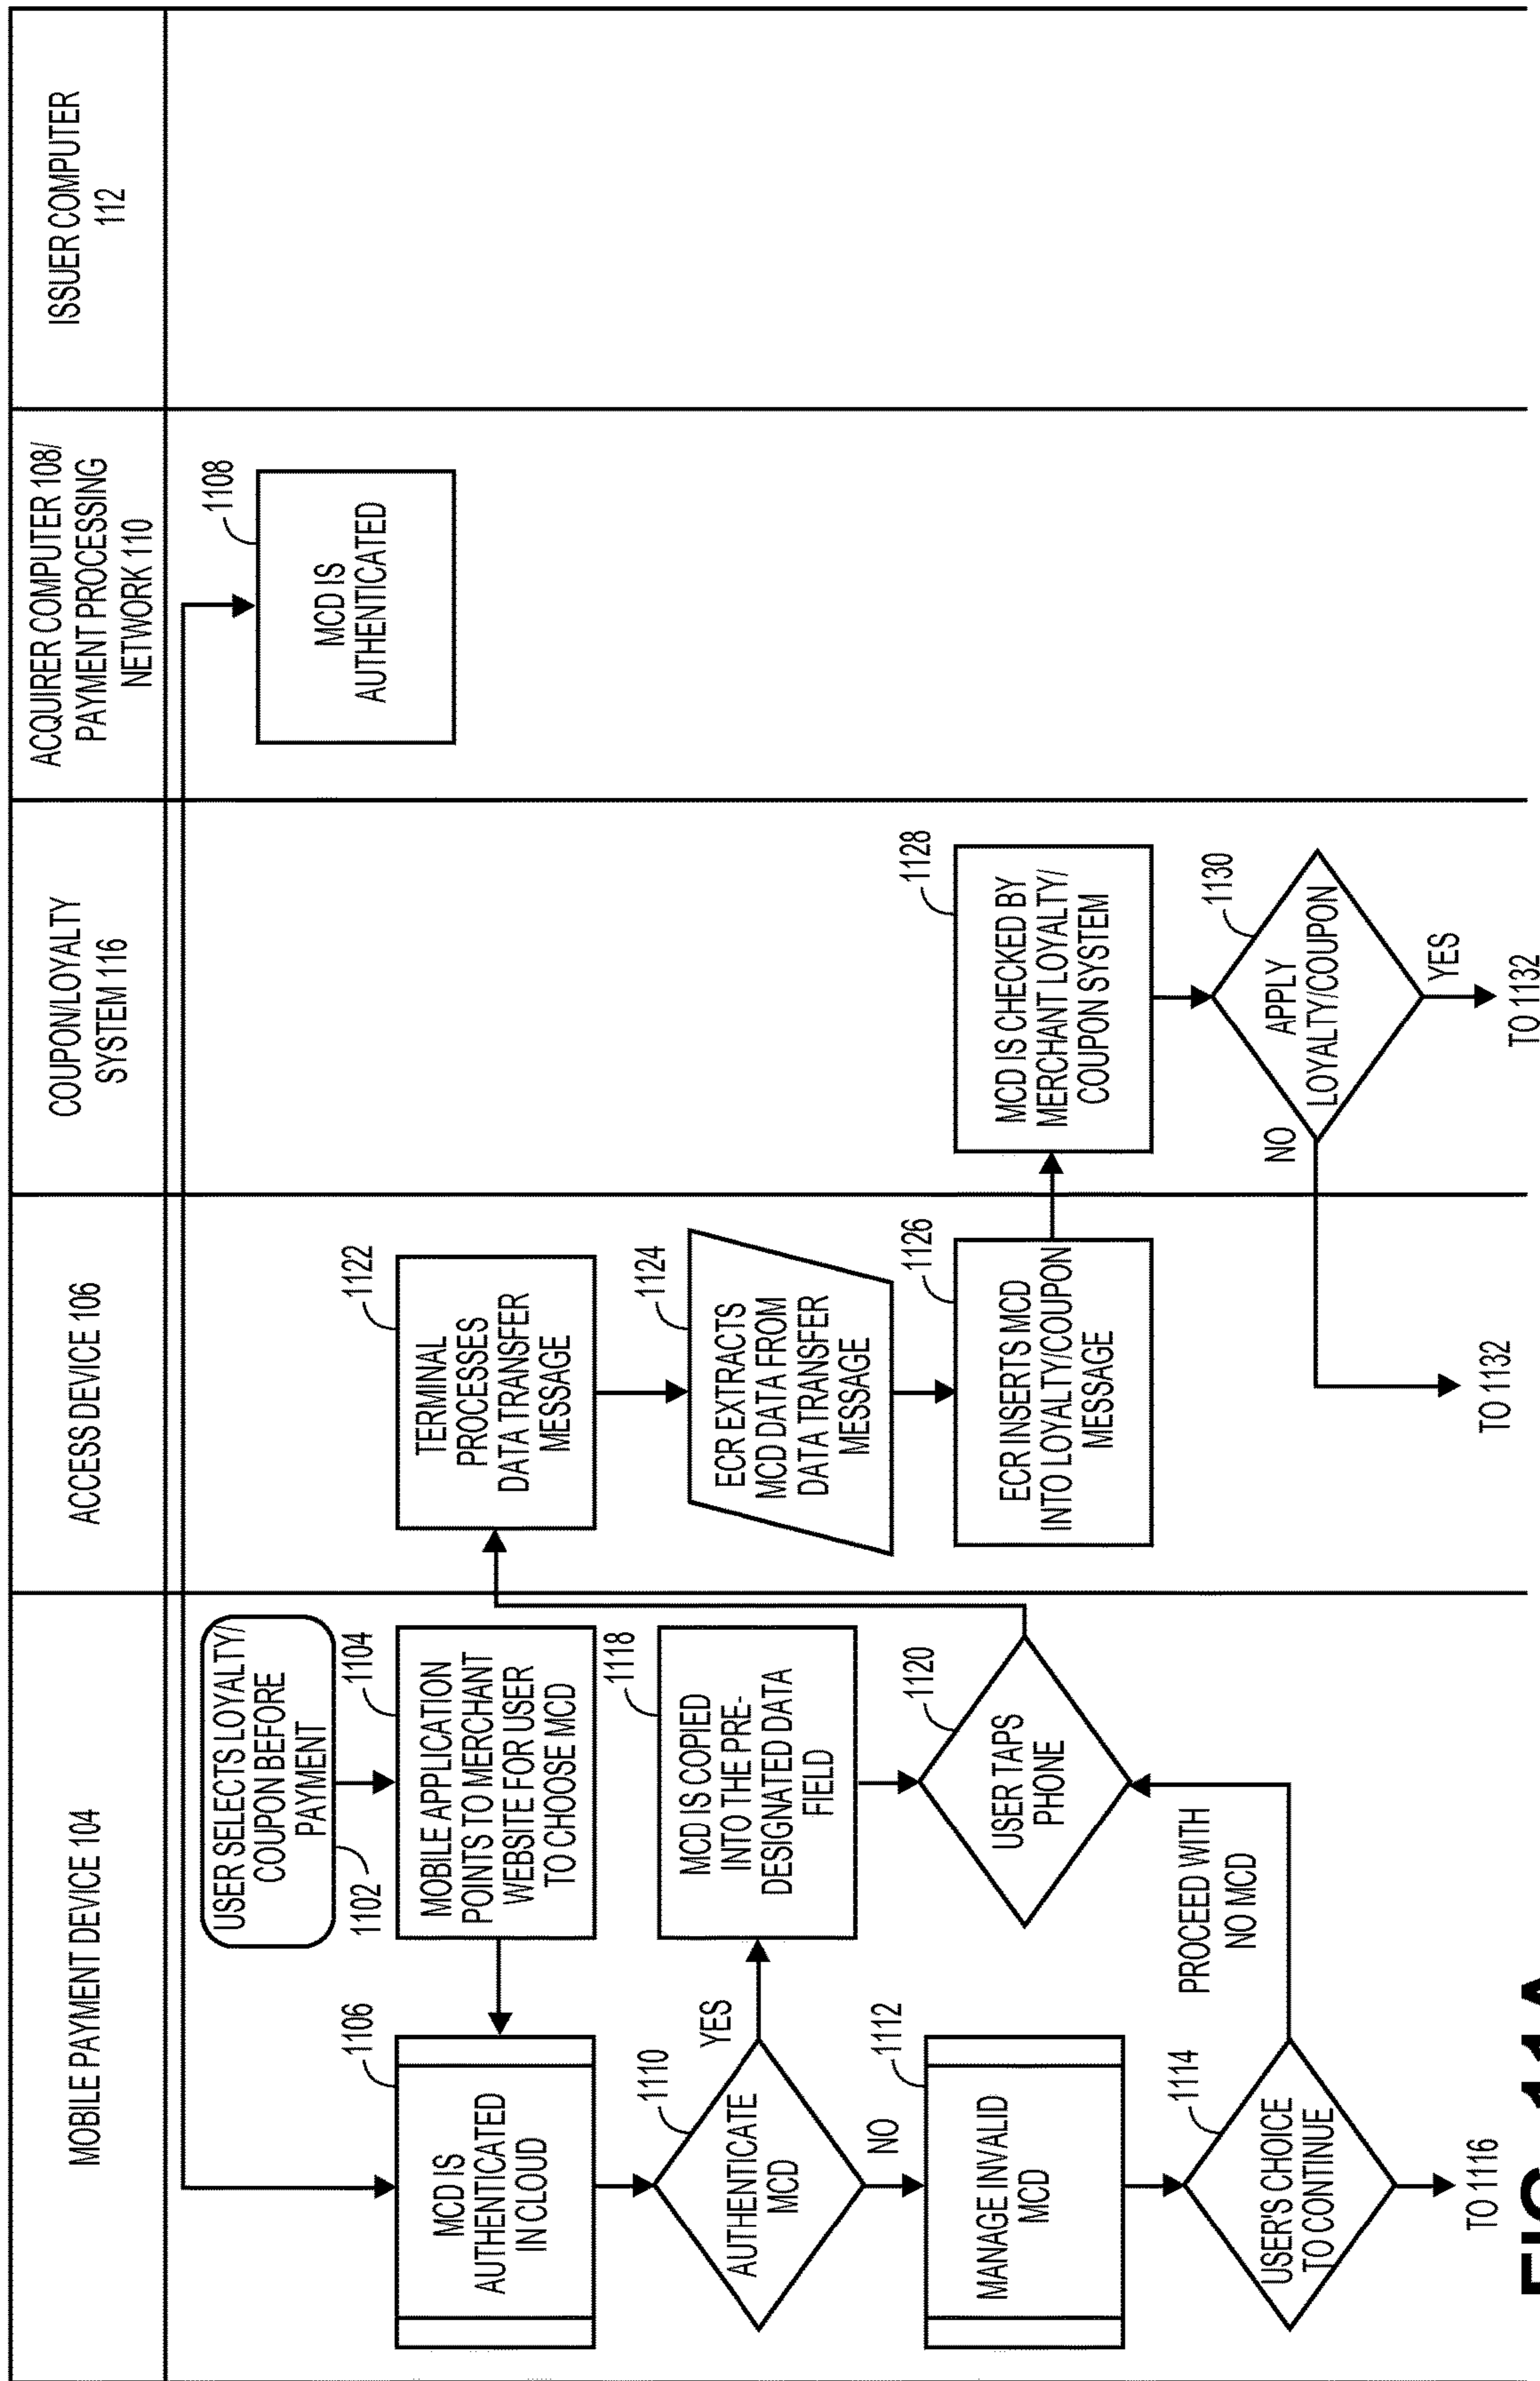 MOBILE PAYMENT DEVICE 104
ACCESS DEVICE 106
COUPON/LOYALTY
SYSTEM 116
ACQUIRER COMPUTER 108/
PAYMENT PROCESSING
NETWORK 110
ISSUER COMPUTER
112
USER SELECTS LOYALTY/
COUPON BEFORE
PAYMENT
1102
1104
MOBILE APPLICATION
POINTS TO MERCHANT
WEBSITE FOR USER
TO CHOOSE MCD
1106
MCD IS
AUTHENTICATED
IN CLOUD
1108
MCD IS
AUTHENTICATED
1110
AUTHENTICATE
MCD
YES
NO
1112
MANAGE INVALID
MCD
1114
USER'S CHOICE
TO CONTINUE
TO 1116
PROCEED WITH
NO MCD
1118
MCD IS COPIED
INTO THE PRE-
DESIGNATED DATA
FIELD
1120
USER TAPS
PHONE
1122
TERMINAL
PROCESSES
DATA TRANSFER
MESSAGE
1124
ECR EXTRACTS
MCD DATA FROM
DATA TRANSFER
MESSAGE
1126
ECR INSERTS MCD
INTO LOYALTY/COUPON
MESSAGE
1128
MCD IS CHECKED BY
MERCHANT LOYALTY/
COUPON SYSTEM
1130
APPLY
LOYALTY/COUPON
NO
YES
TO 1132
TO 1132
FIG. 11A